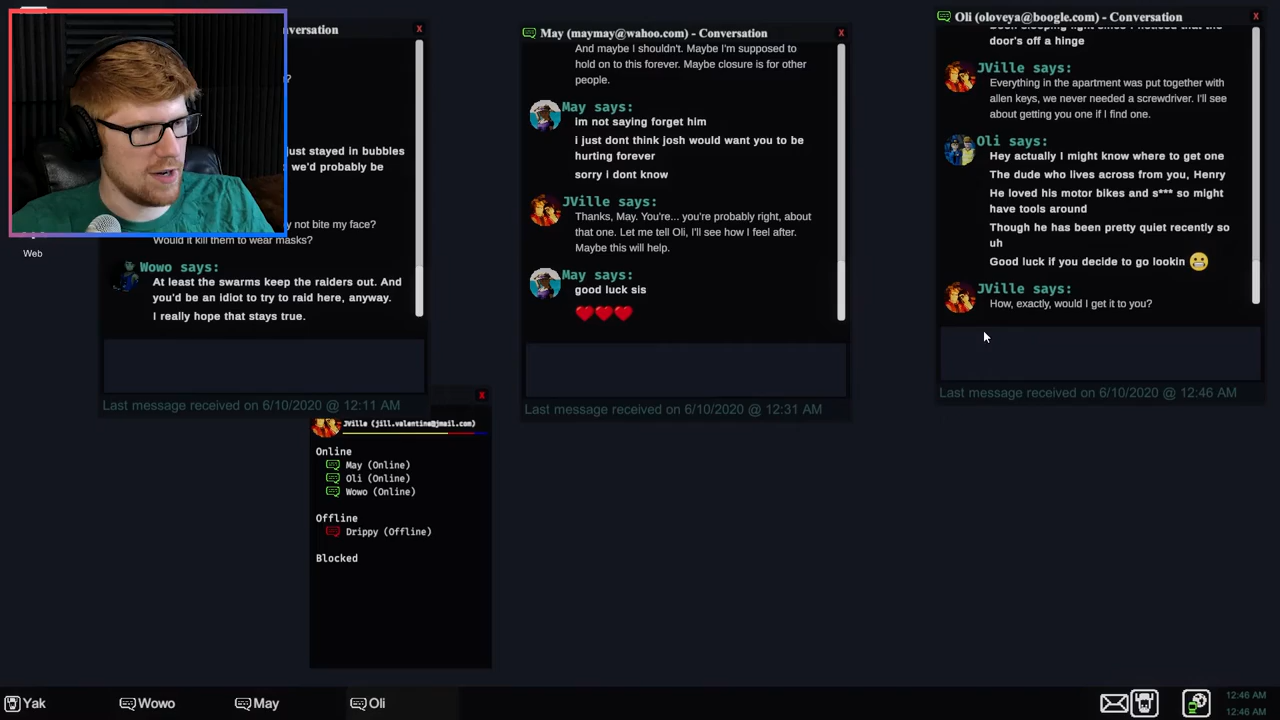 versation
?
just stayed in bubbles
we'd probably be
y not bite my face?
Would it kill them to wear masks?
Wowo says:
At least the swarms keep the raiders out. And
you'd be an idiot to try to raid here, anyway.
I really hope that stays true.
Last message received on 6/10/2020 @ 12:11 AM
Web
May (maymay@wahoo.com) - Conversation
And maybe I shouldn't. Maybe I'm supposed to
hold on to this forever. Maybe closure is for other
people.
May says:
im not saying forget him
i just dont think josh would want you to be
hurting forever
sorry i dont know
JVille says:
Thanks, May. You're... you're probably right, about
that one. Let me tell Oli, I'll see how I feel after.
Maybe this will help.
May says:
good luck sis
Last message received on 6/10/2020 @ 12:31 AM
Oli (oloveya@boogle.com) - Conversation
door's off a hinge
JVille says:
Everything in the apartment was put together with
allen keys, we never needed a screwdriver. I'll see
about getting you one if I find one.
Oli says:
Hey actually I might know where to get one
The dude who lives across from you, Henry
He loved his motor bikes and s*** so might
have tools around
Though he has been pretty quiet recently so
uh
Good luck if you decide to go lookin
JVille says:
How, exactly, would I get it to you?
Last message received on 6/10/2020 @ 12:46 AM
JVille (jill.valentine@jmail.com)
Online
May (Online)
Oli (Online)
Wowo (Online)
Offline
Drippy (Offline)
Blocked
Yak
Wowo
May
Oli
12:46 AM
12:46 AM